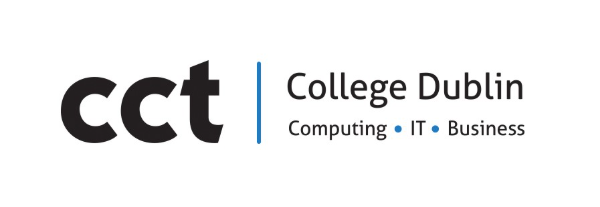 cct
College Dublin
Computing • IT • Business